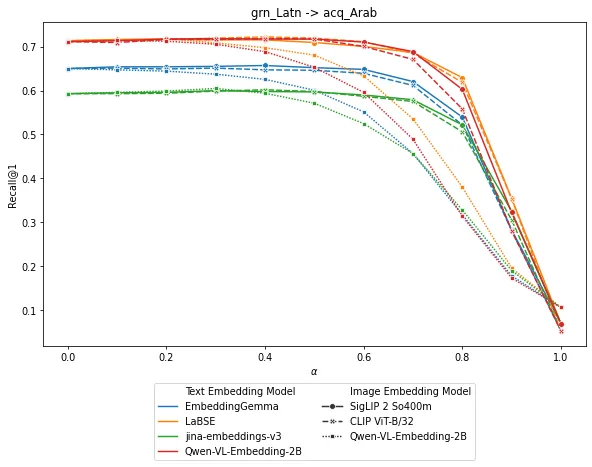 grn_Latn -> acq_Arab
Recall@1
0.7
0.6
0.5
0.4
0.3
0.2
0.1
0.0
0.2
0.4
0.6
0.8
1.0
α
Text Embedding Model
EmbeddingGemma
LaBSE
jina-embeddings-v3
Qwen-VL-Embedding-2B
Image Embedding Model
SigLIP 2 So400m
CLIP ViT-B/32
Qwen-VL-Embedding-2B